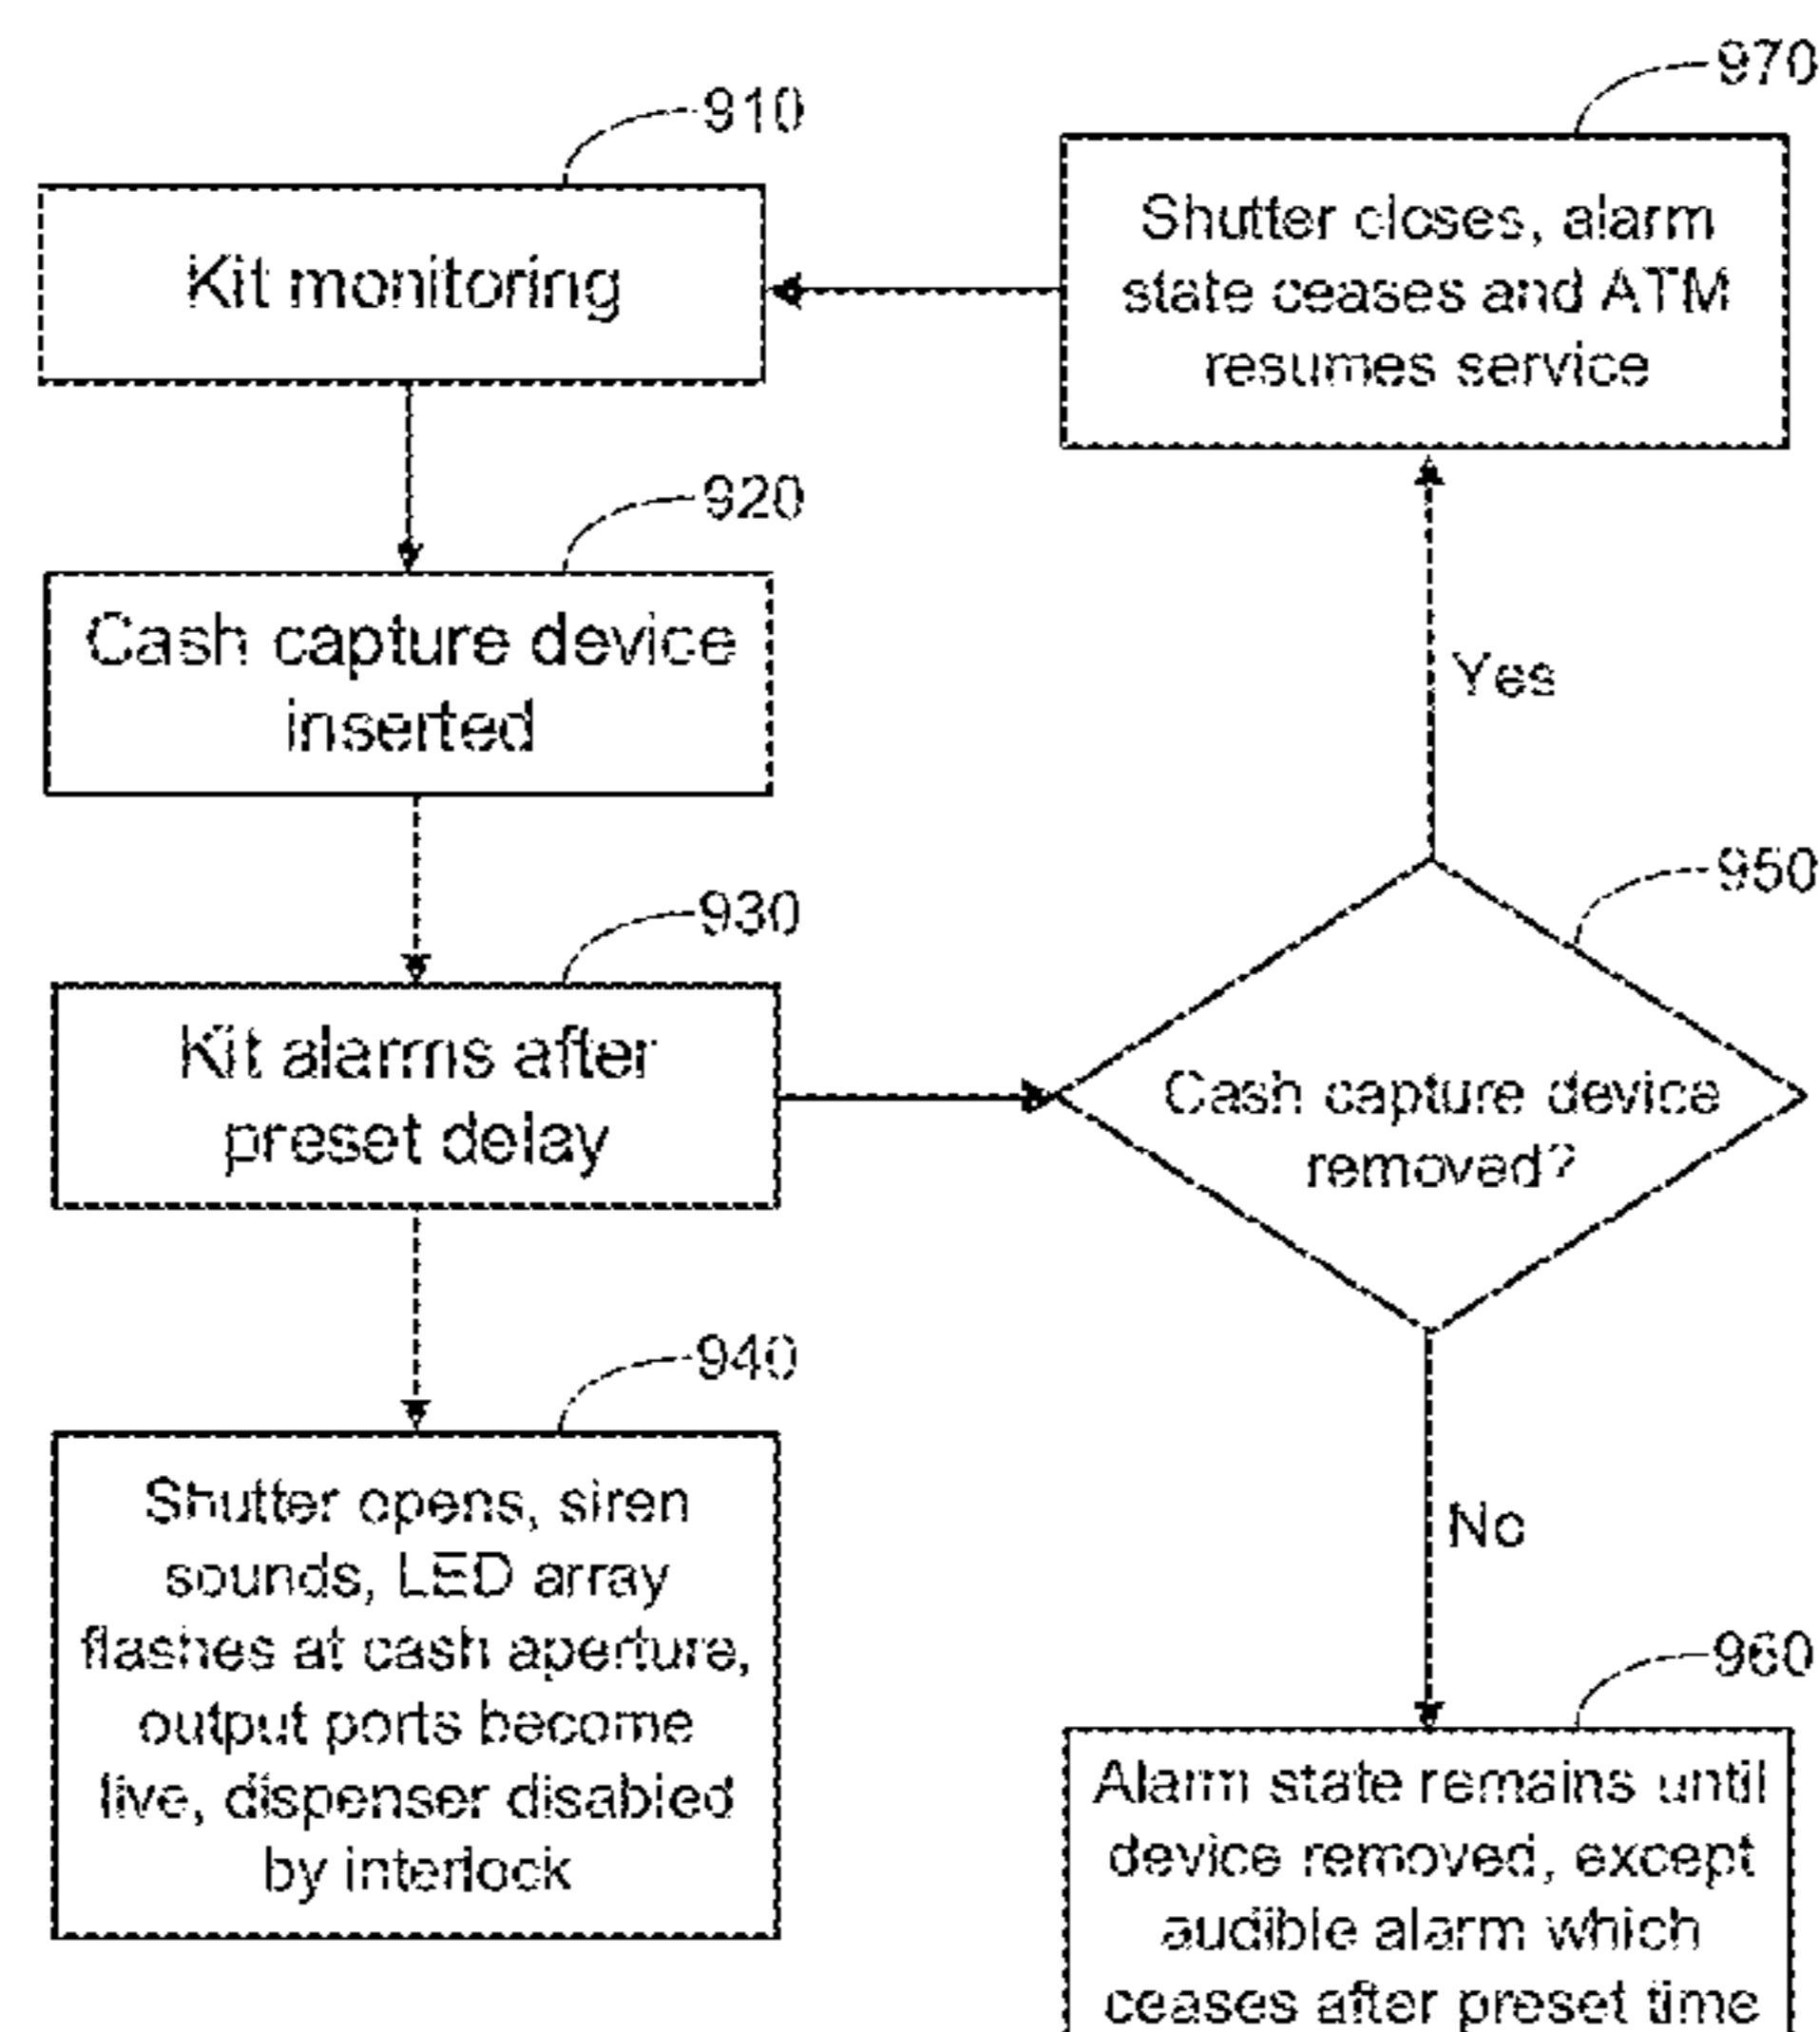 910
Kit monitoring
920
Cash capture device
inserted
930
Kit alarms after
preset delay
940
Shutter opens, siren
sounds, LED array
flashes at cash aperture,
output ports become
live, dispenser disabled
by interlock
950
Cash capture device
removed?
Yes
970
Shutter closes, alarm
state ceases and ATM
resumes service
No
960
Alarm state remains until
device removed, except
audible alarm which
ceases after preset time